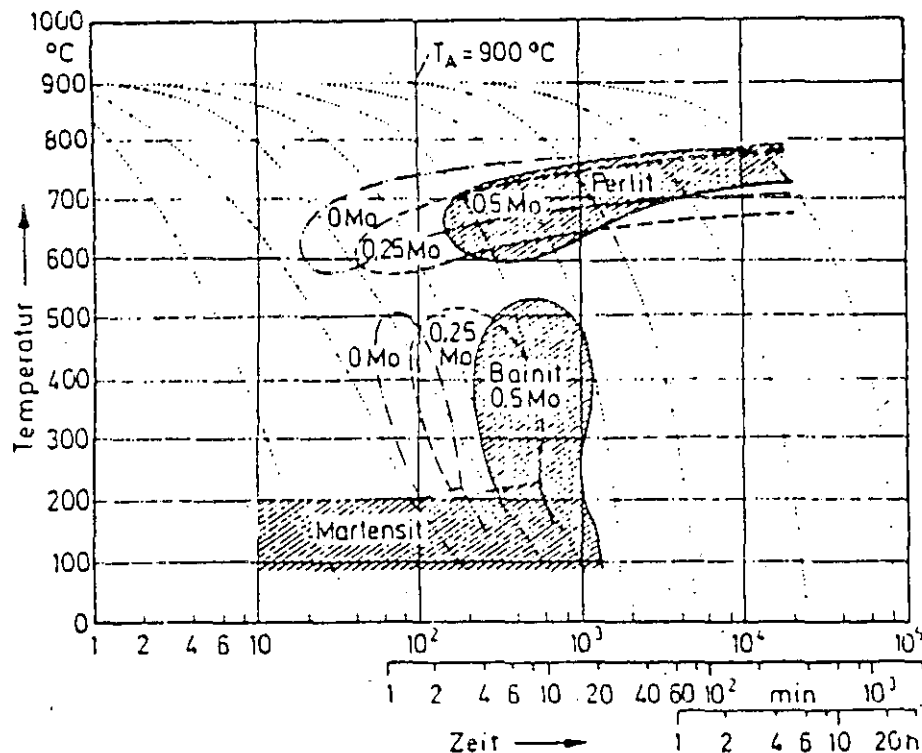 1000
°C
T_A = 900 °C
900
800
700
600
500
400
300
200
100
0
Temperatur
Perlit
0.5 Mo
0 Mo
0.25 Mo
0.25
Mo
0 Mo
Bainit
0.5 Mo
Martensit
1 2 4 6 10 10² 10³ 10⁴ 10⁵
1 2 4 6 10 20 40 60 10² min 10³
1 2 4 6 10 20 h
Zeit